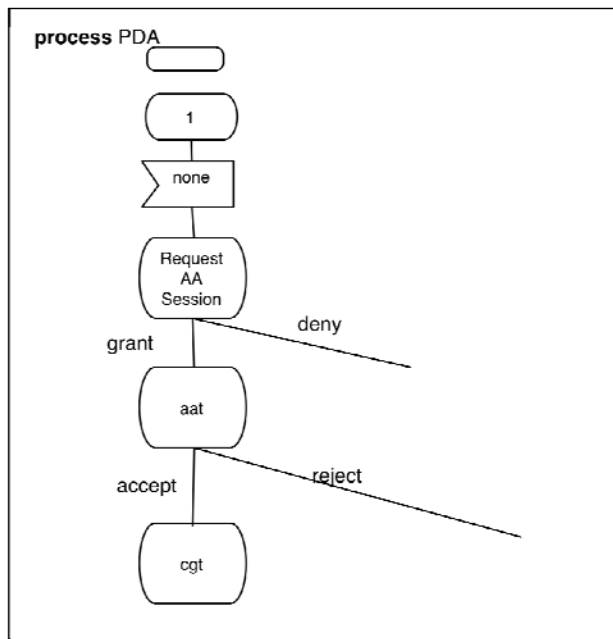 process PDA
1
none
Request
AA
Session
deny
grant
aat
reject
accept
cgt